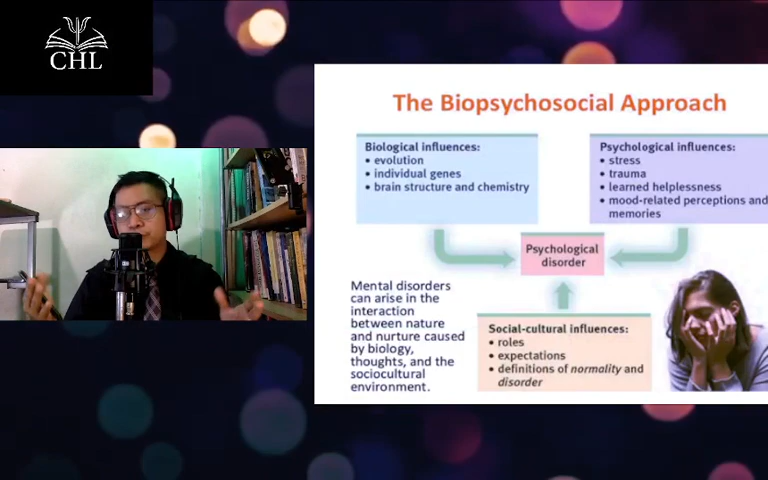 CHL
The Biopsychosocial Approach
Biological influences:
• evolution
• individual genes
• brain structure and chemistry
Psychological influences:
• stress
• trauma
• learned helplessness
• mood-related perceptions and
memories
Psychological
disorder
Mental disorders
can arise in the
interaction
between nature
and nurture caused
by biology,
thoughts, and the
sociocultural
environment.
Social-cultural influences:
• roles
• expectations
• definitions of normality and
disorder